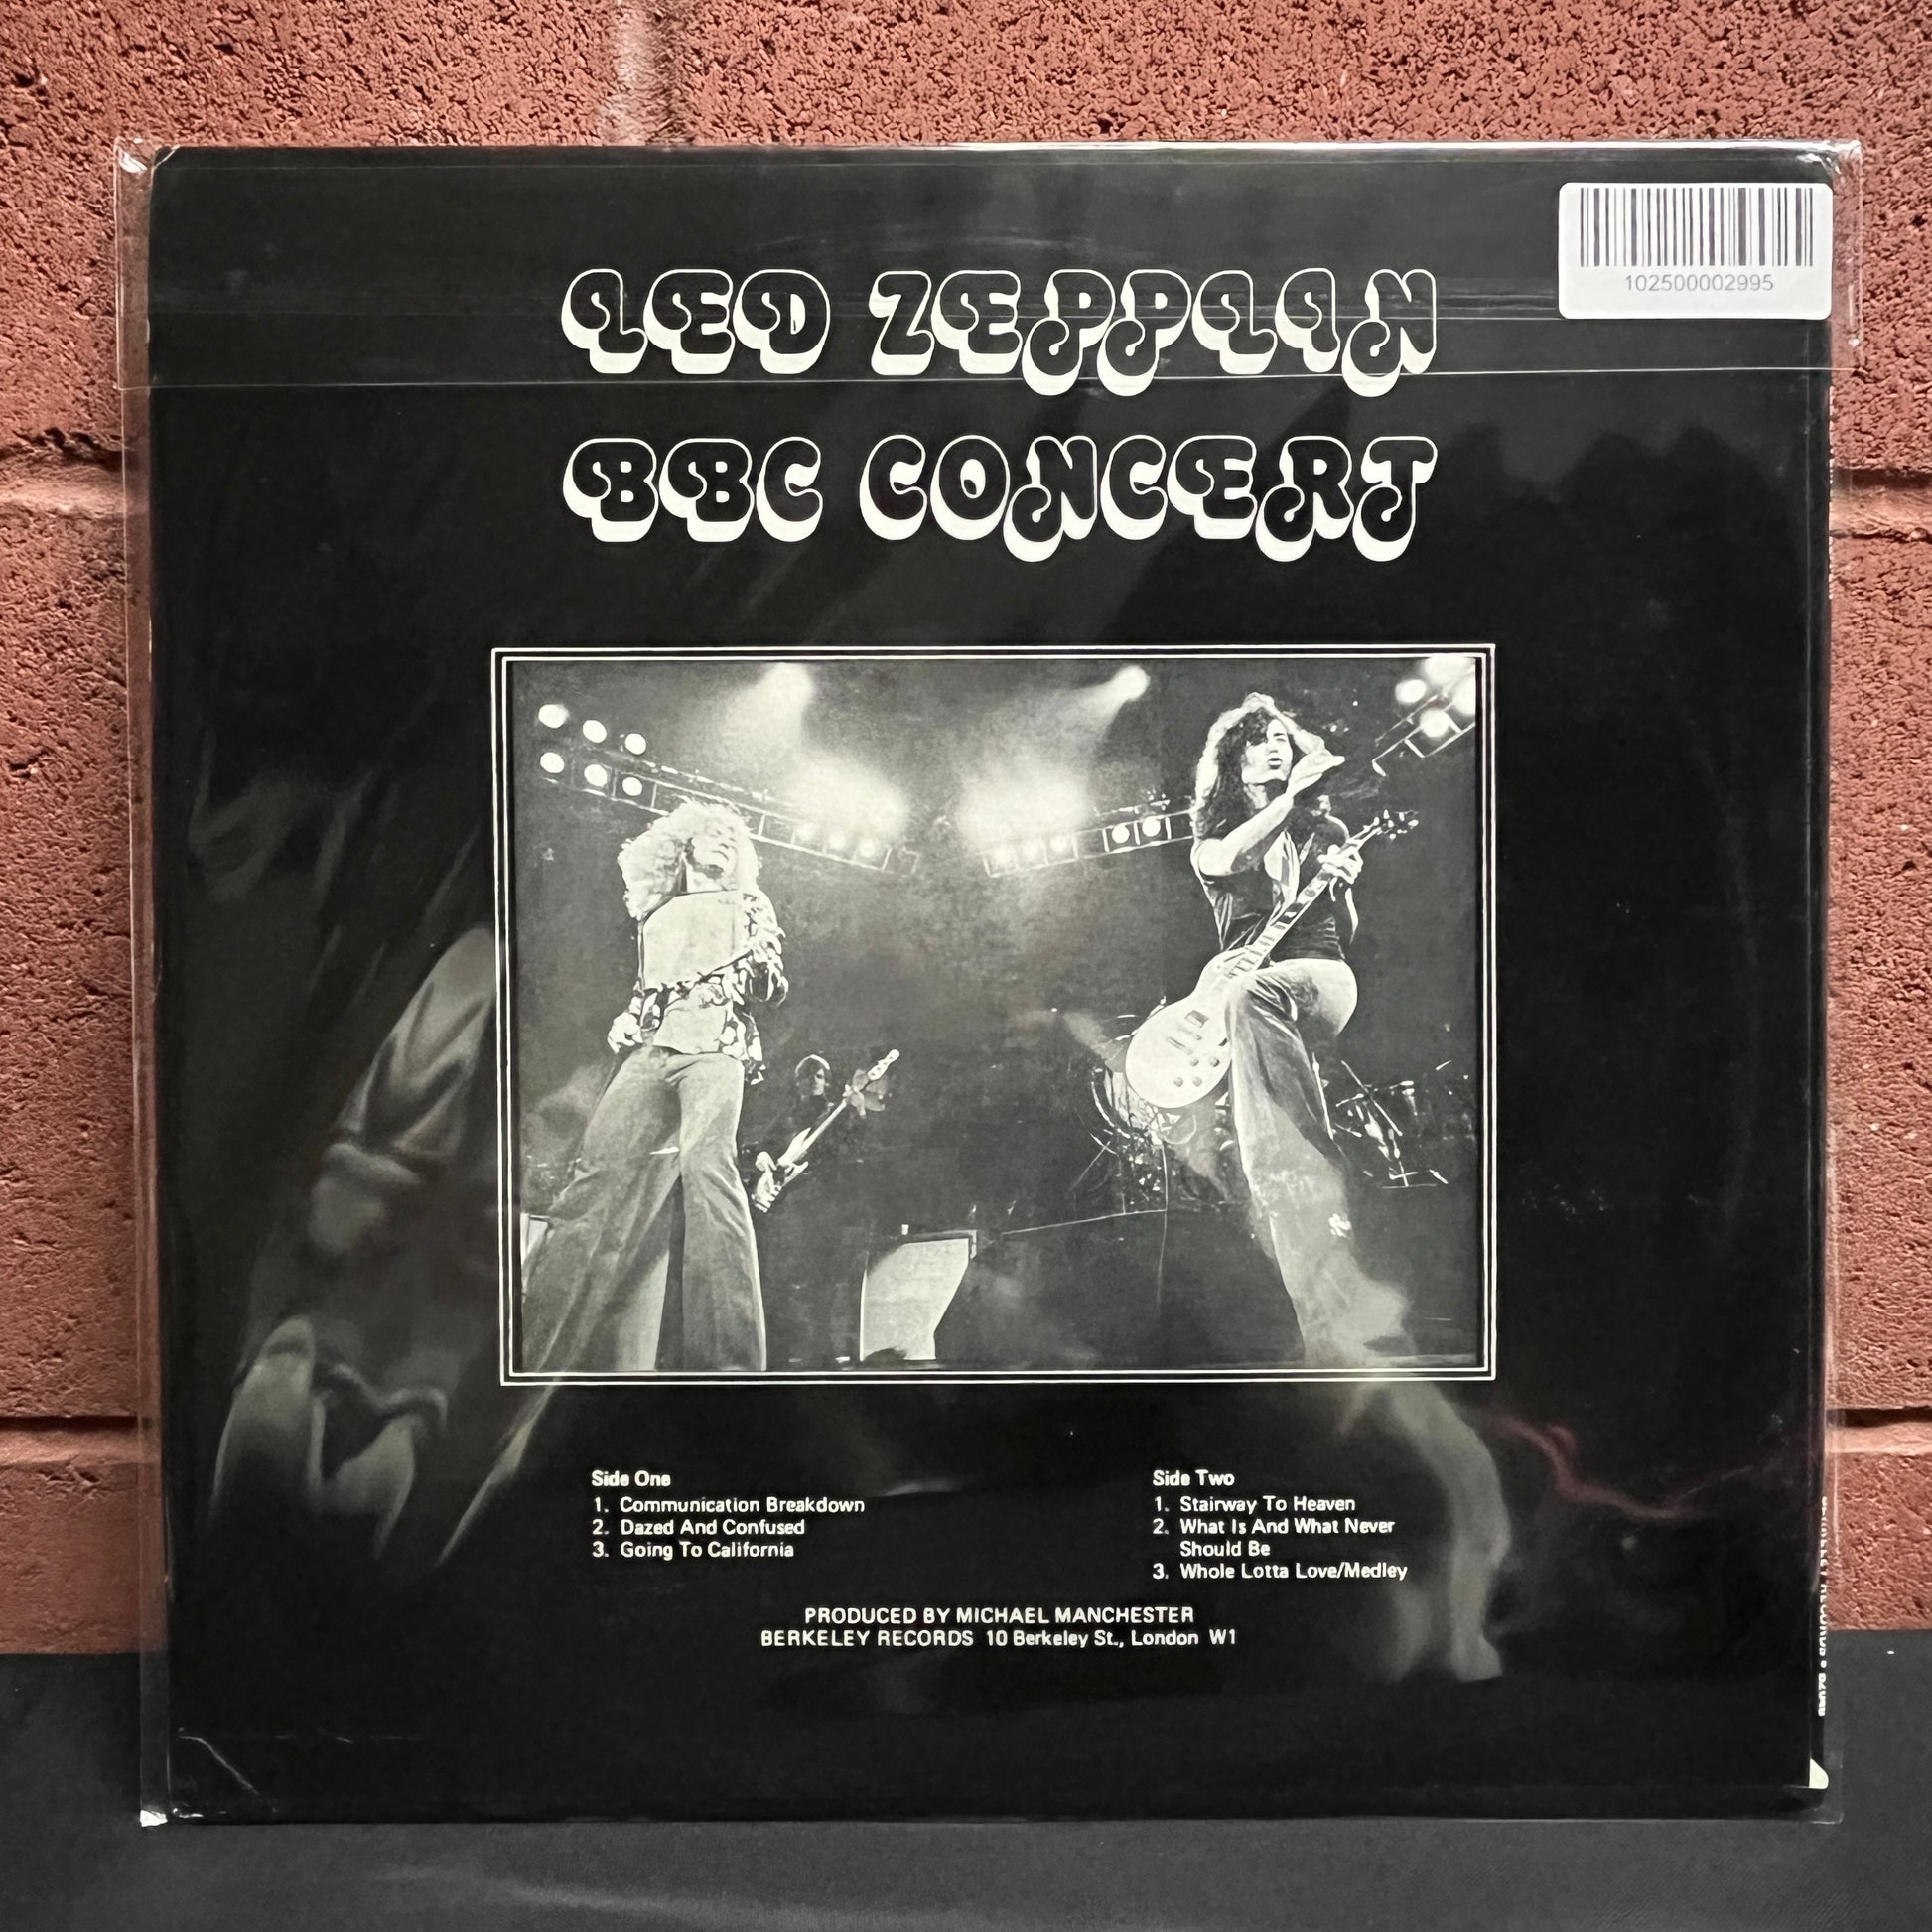 102500002995
LED ZEPPLIN
BBC CONCERT
Side One
1. Communication Breakdown
2. Dazed And Confused
3. Going To California
Side Two
1. Stairway To Heaven
2. What Is And What Never
Should Be
3. Whole Lotta Love/Medley
PRODUCED BY MICHAEL MANCHESTER
BERKELEY RECORDS 10 Berkeley St., London W1